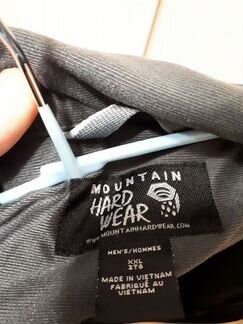 MOUNTAIN
HARD
WEAR
WWW.MOUNTAINHARDWEAR.COM
MEN'S/HOMMES
XXL
2TG
MADE IN VIETNAM
FABRIQUÉ AU
VIETNAM